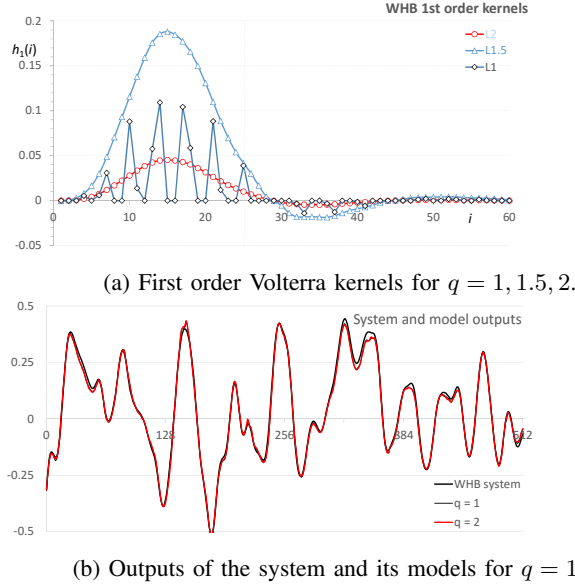 WHB 1st order kernels
0.2
h₁(i)
L2
L1.5
L1
0.15
0.1
0.05
0
0 10 20 30 40 50 60
i
-0.05
(a) First order Volterra kernels for q = 1, 1.5, 2.
0.5
System and model outputs
0.25
0
0 128 256 384 512
-0.25
WHB system
q = 1
q = 2
-0.5
(b) Outputs of the system and its models for q = 1